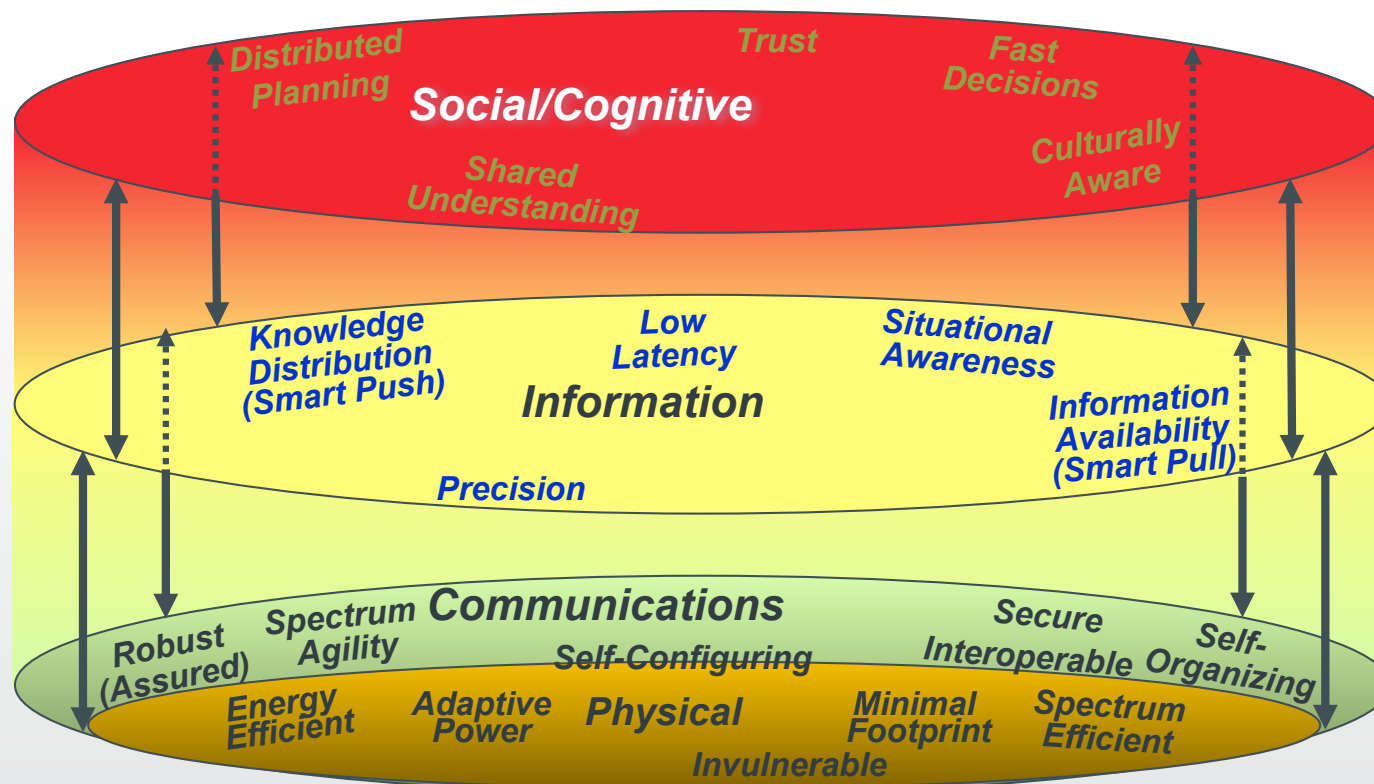 Distributed
Planning
Trust
Fast
Decisions
Social/Cognitive
Culturally
Aware
Shared
Understanding
Knowledge
Distribution
(Smart Push)
Low
Latency
Situational
Awareness
Information
Information
Availability
(Smart Pull)
Precision
Communications
Robust
(Assured)
Spectrum
Agility
Self-Configuring
Secure
Interoperable
Self-
Organizing
Energy
Efficient
Adaptive
Power
Physical
Minimal
Footprint
Spectrum
Efficient
Invulnerable